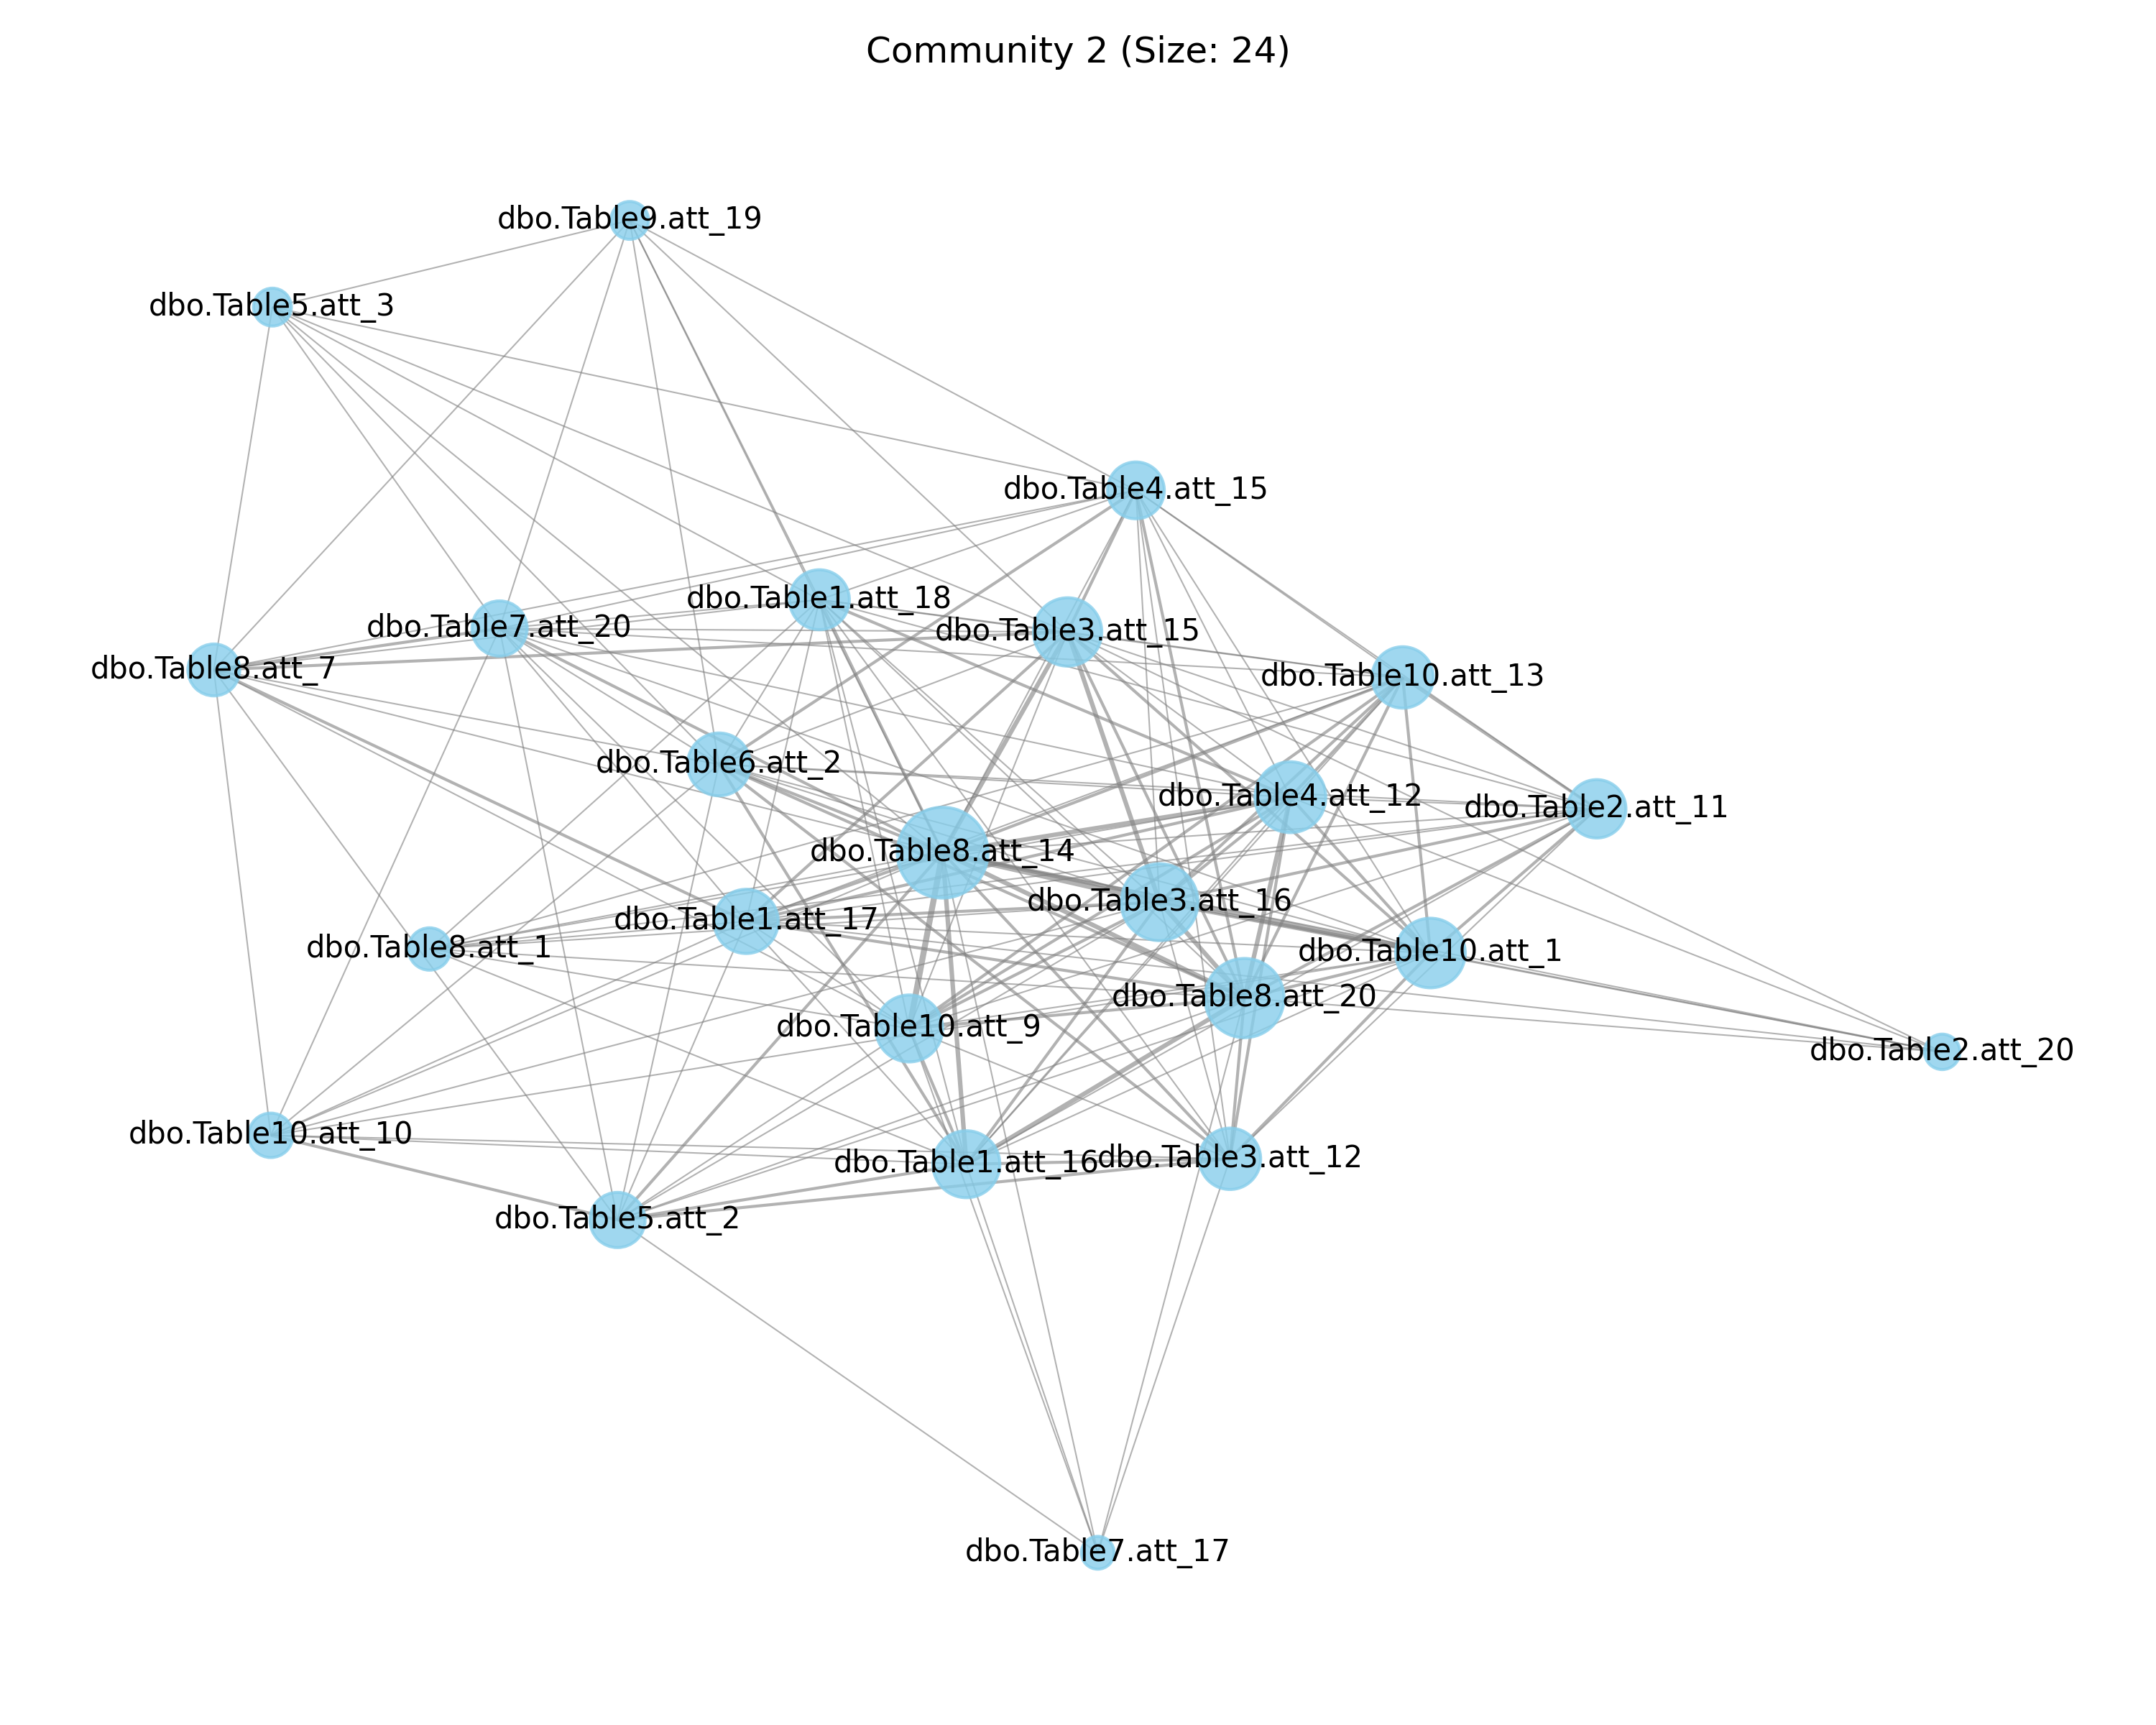 Community 2 (Size: 24)
dbo.Table9.att_19
dbo.Table5.att_3
dbo.Table4.att_15
dbo.Table1.att_18
dbo.Table7.att_20
dbo.Table3.att_15
dbo.Table8.att_7
dbo.Table10.att_13
dbo.Table6.att_2
dbo.Table4.att_12
dbo.Table2.att_11
dbo.Table8.att_14
dbo.Table3.att_16
dbo.Table1.att_17
dbo.Table8.att_1
dbo.Table10.att_1
dbo.Table8.att_20
dbo.Table10.att_9
dbo.Table2.att_20
dbo.Table10.att_10
dbo.Table1.att_16
dbo.Table3.att_12
dbo.Table5.att_2
dbo.Table7.att_17